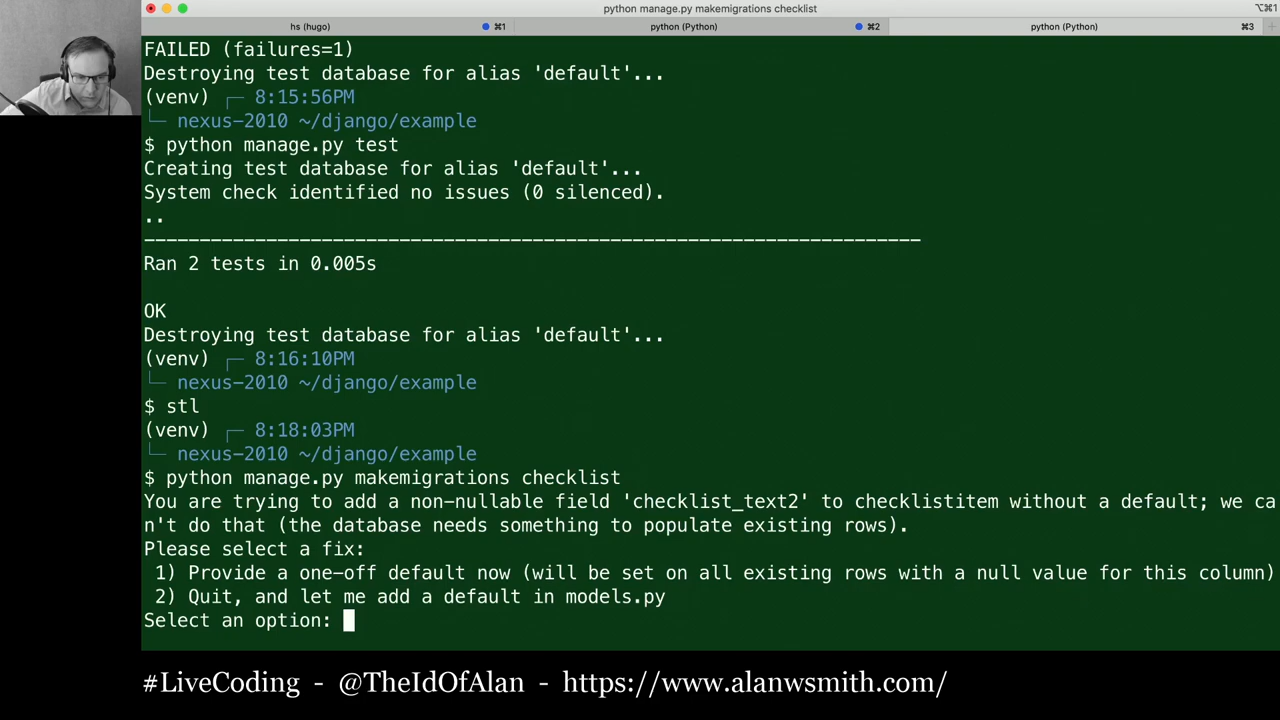 python manage.py makemigrations checklist
⌥⌘1
hs (hugo) ⌘1 python (Python) ⌘2 python (Python) ⌘3 +
FAILED (failures=1)
Destroying test database for alias 'default'...
(venv) ┌─ 8:15:56PM
└─ nexus-2010 ~/django/example
$ python manage.py test
Creating test database for alias 'default'...
System check identified no issues (0 silenced).
..
----------------------------------------------------------------------
Ran 2 tests in 0.005s
OK
Destroying test database for alias 'default'...
(venv) ┌─ 8:16:10PM
└─ nexus-2010 ~/django/example
$ stl
(venv) ┌─ 8:18:03PM
└─ nexus-2010 ~/django/example
$ python manage.py makemigrations checklist
You are trying to add a non-nullable field 'checklist_text2' to checklistitem without a default; we ca
n't do that (the database needs something to populate existing rows).
Please select a fix:
1) Provide a one-off default now (will be set on all existing rows with a null value for this column)
2) Quit, and let me add a default in models.py
Select an option:
#LiveCoding - @TheIdOfAlan - https://www.alanwsmith.com/